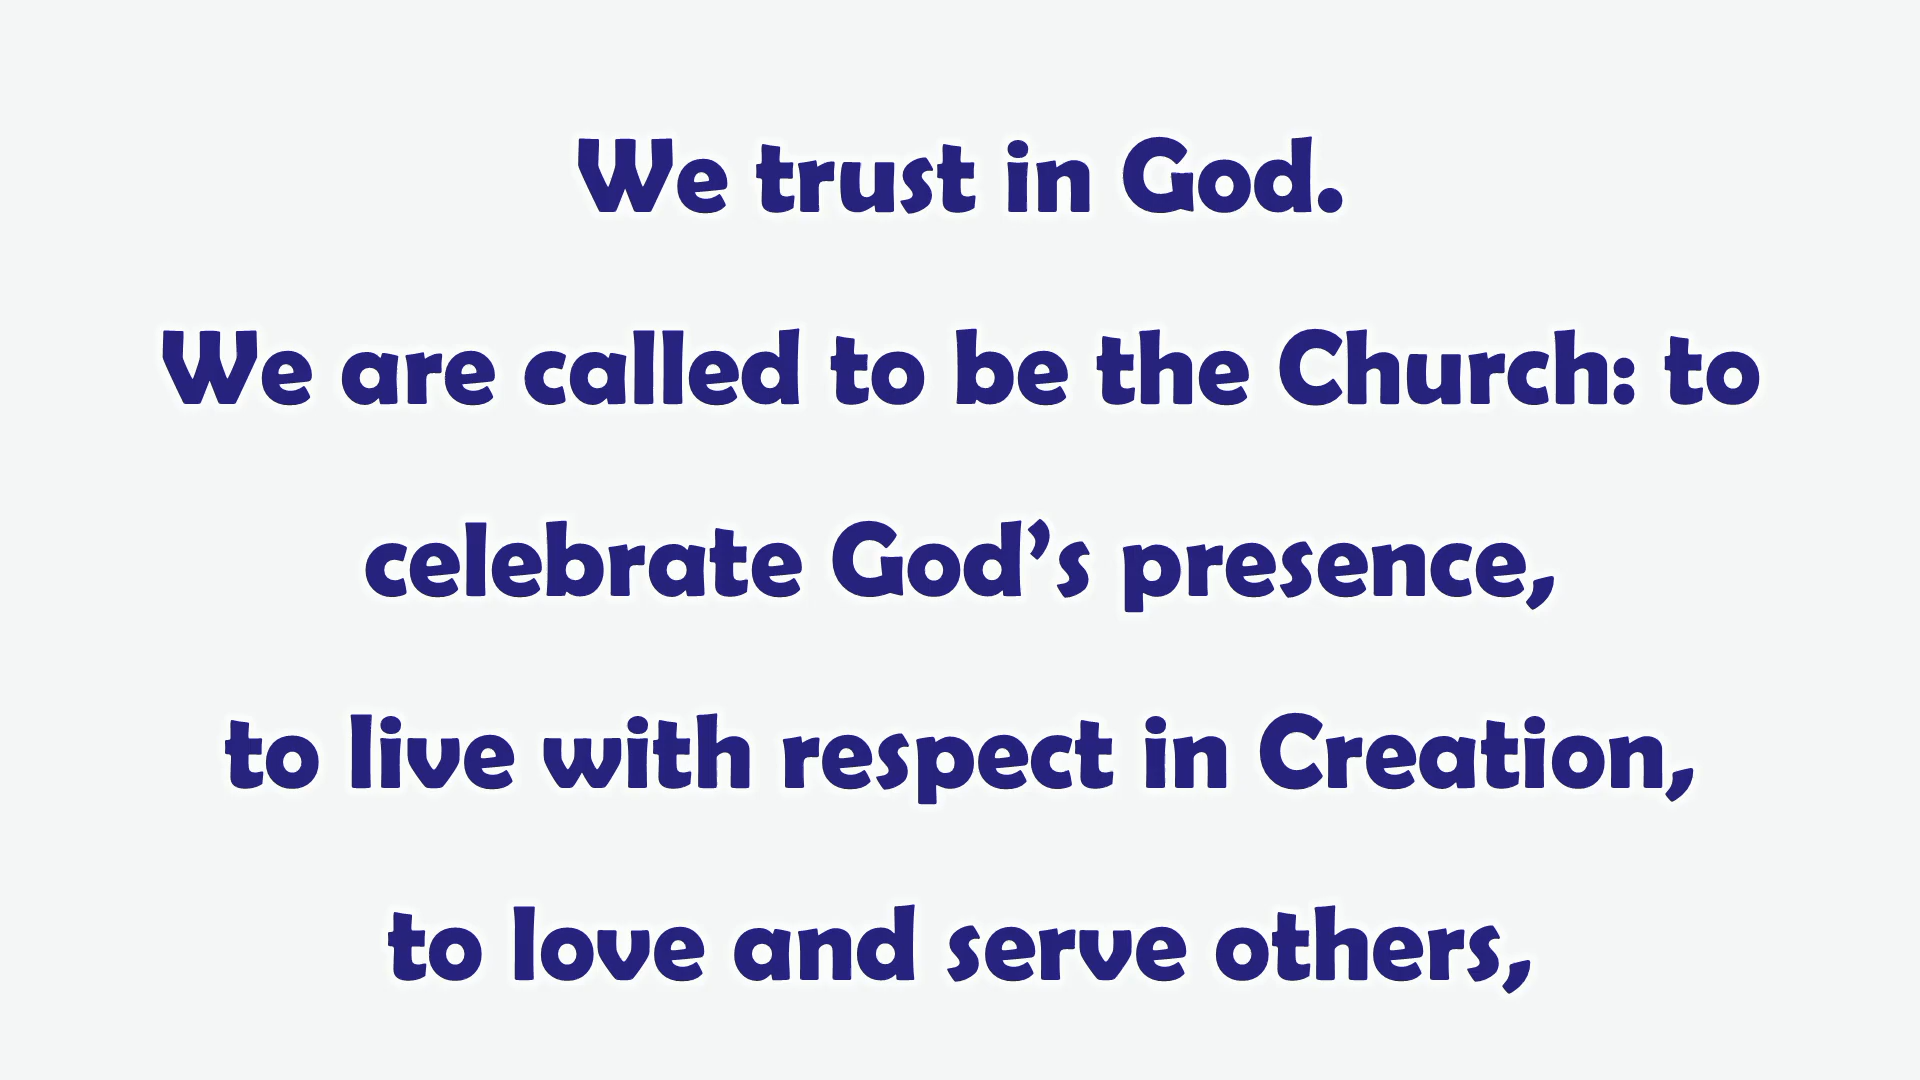 We trust in God.
We are called to be the Church: to
celebrate God’s presence,
to live with respect in Creation,
to love and serve others,